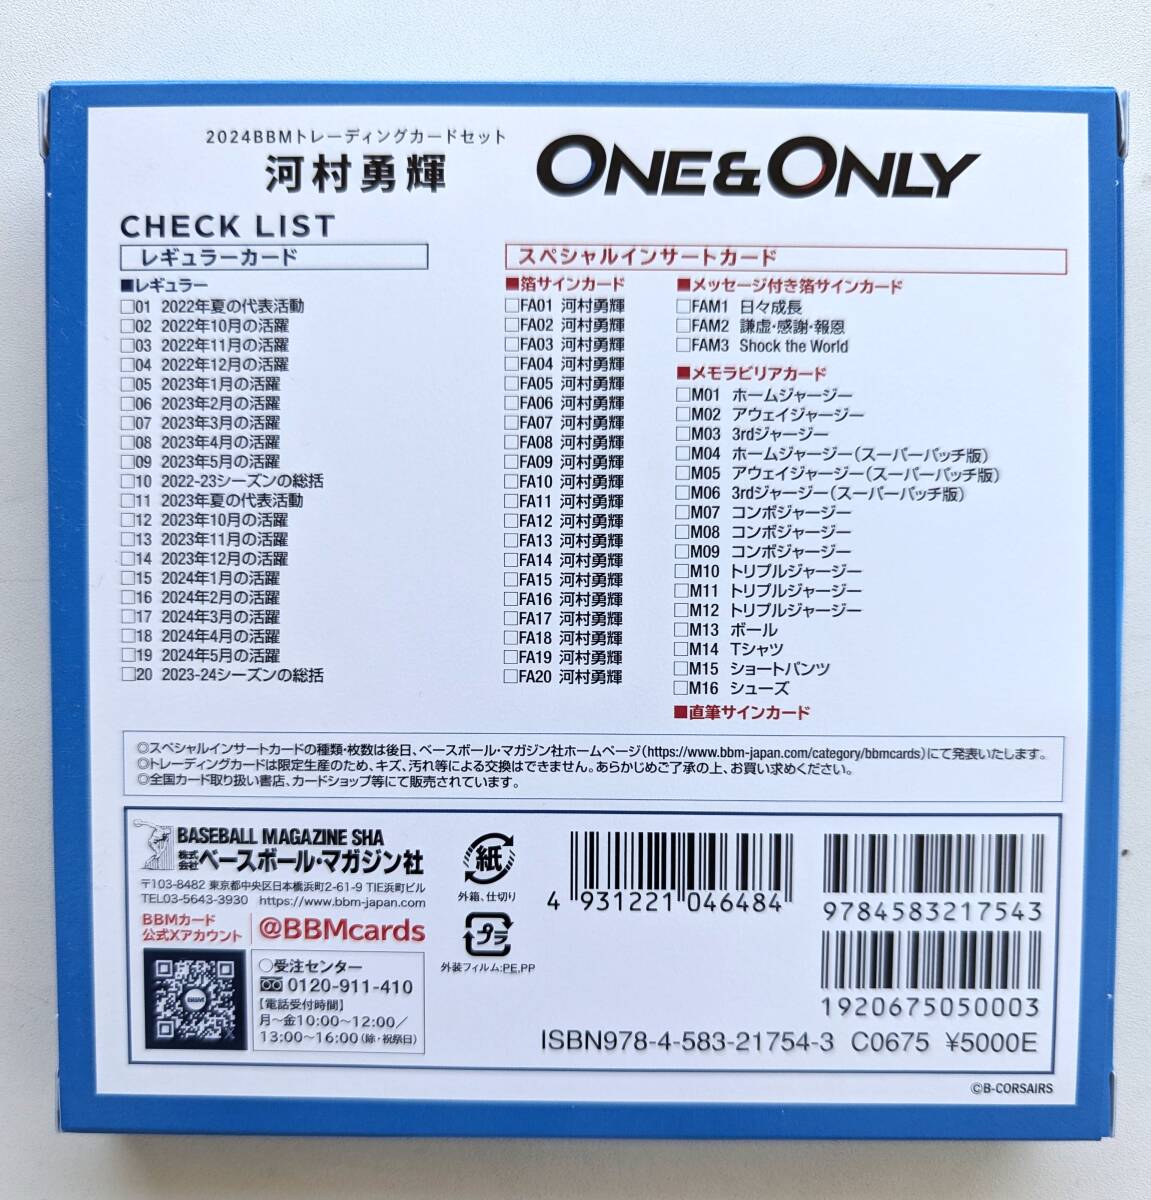 2024BBMトレーディングカードセット
河村勇輝
ONE&ONLY
CHECK LIST
レギュラーカード
■レギュラー
□01 2022年夏の代表活動
□02 2022年10月の活躍
□03 2022年11月の活躍
□04 2022年12月の活躍
□05 2023年1月の活躍
□06 2023年2月の活躍
□07 2023年3月の活躍
□08 2023年4月の活躍
□09 2023年5月の活躍
□10 2022-23シーズンの総括
□11 2023年夏の代表活動
□12 2023年10月の活躍
□13 2023年11月の活躍
□14 2023年12月の活躍
□15 2024年1月の活躍
□16 2024年2月の活躍
□17 2024年3月の活躍
□18 2024年4月の活躍
□19 2024年5月の活躍
□20 2023-24シーズンの総括
スペシャルインサートカード
■箔サインカード
□FA01 河村勇輝
□FA02 河村勇輝
□FA03 河村勇輝
□FA04 河村勇輝
□FA05 河村勇輝
□FA06 河村勇輝
□FA07 河村勇輝
□FA08 河村勇輝
□FA09 河村勇輝
□FA10 河村勇輝
□FA11 河村勇輝
□FA12 河村勇輝
□FA13 河村勇輝
□FA14 河村勇輝
□FA15 河村勇輝
□FA16 河村勇輝
□FA17 河村勇輝
□FA18 河村勇輝
□FA19 河村勇輝
□FA20 河村勇輝
■メッセージ付き箔サインカード
□FAM1 日々成長
□FAM2 謙虚・感謝・報恩
□FAM3 Shock the World
■メモラビリアカード
□M01 ホームジャージー
□M02 アウェイジャージー
□M03 3rdジャージー
□M04 ホームジャージー(スーパーパッチ版)
□M05 アウェイジャージー(スーパーパッチ版)
□M06 3rdジャージー(スーパーパッチ版)
□M07 コンボジャージー
□M08 コンボジャージー
□M09 コンボジャージー
□M10 トリプルジャージー
□M11 トリプルジャージー
□M12 トリプルジャージー
□M13 ボール
□M14 Tシャツ
□M15 ショートパンツ
□M16 シューズ
■直筆サインカード
◎スペシャルインサートカードの種類・枚数は後日、ベースボール・マガジン社ホームページ(https://www.bbm-japan.com/category/bbmcards)にて発表いたします。
◎トレーディングカードは限定生産のため、キズ、汚れ等による交換はできません。あらかじめご了承の上、お買い求めください。
◎全国カード取り扱い書店、カードショップ等にて販売されています。
BASEBALL MAGAZINE SHA
株式会社ベースボール・マガジン社
〒103-8482 東京都中央区日本橋浜町2-61-9 TIE浜町ビル
TEL03-5643-3930 https://www.bbm-japan.com
BBMカード
公式Xアカウント
@BBMcards
BBM
○受注センター
0120-911-410
【電話受付時間】
月〜金10:00〜12:00/
13:00〜16:00(除・祝祭日)
紙
外箱、仕切り
プラ
外装フィルム:PE,PP
4 931221 046484
9784583217543
1920675050003
ISBN978-4-583-21754-3 C0675 ¥5000E
©B-CORSAIRS